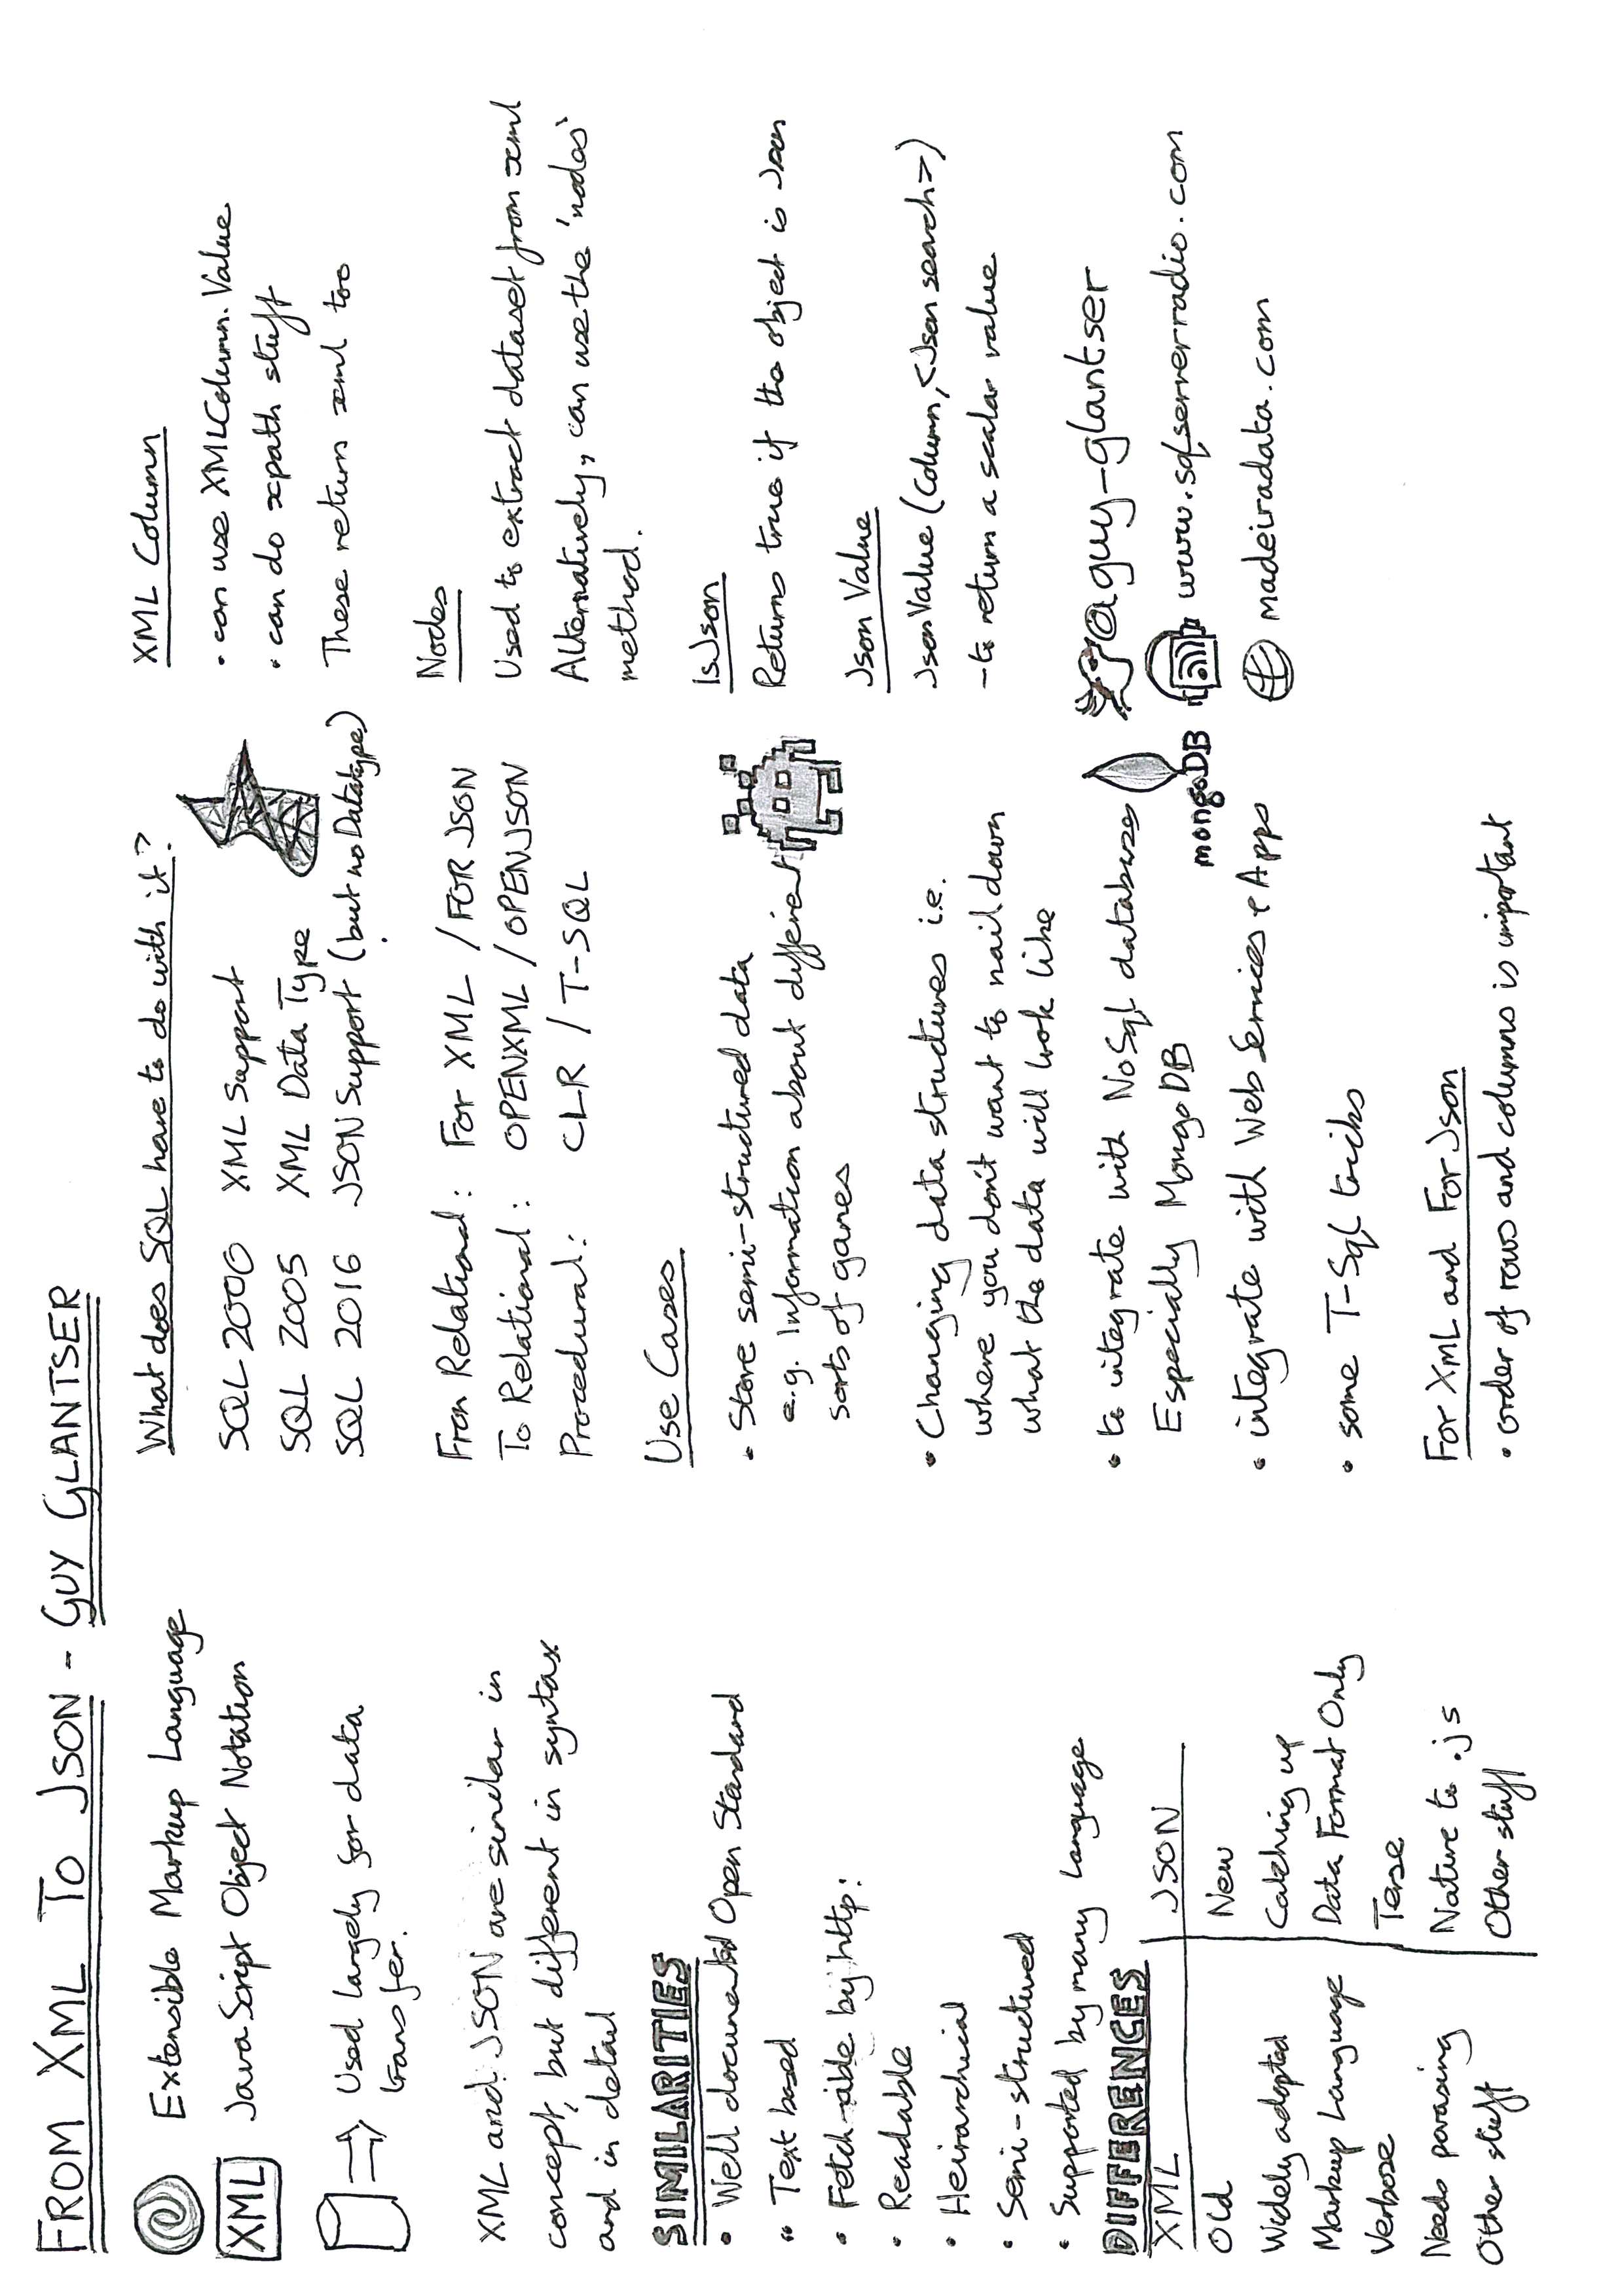 FROM XML TO JSON - GUY GLANTSER
Extensible Markup Language
XML
JavaScript Object Notation
Used largely for data
transfer.
XML and JSON are similar in
concept, but different in syntax
and in detail
SIMILARITIES
• Well documented Open Standard
• Text based
• Fetch-able by http:
• Readable
• Heirarchical
• Semi-structured
• Supported by many Language
DIFFERENCES
XML JSON
Old New
Widely adopted Catching up
Markup Language Data Format Only
Verbose Terse
Needs parasing Nature to .js
Other stuff Other stuff
What does SQL have to do with it?
SQL 2000 XML Support
SQL 2005 XML Data Type
SQL 2016 JSON Support (but no Datatype)
From Relational: For XML / FOR JSON
To Relational: OPENXML / OPENJSON
Procedural: CLR / T-SQL
Use Cases
• Store semi-structured data
e.g. Information about different
sorts of games
• Changing data structures i.e.
where you don't want to nail down
what the data will look like
• to integrate with NoSql databases
Especially MongoDB
mongoDB
• integrate with Web Services & Apps
• some T-Sql tricks
For XML and For Json
• order of rows and columns is important
XML Column
• can use XMLColumn.Value
• can do xpath stuff
These return xml too
Nodes
Used to extract dataset from xml
Alternatively, can use the 'nodes'
method.
IsJson
Returns true if the object is Json
Json Value
JsonValue (Column,<Json search>)
- to return a scalar value
@guy-glantser
www.sqlserverradio.com
madeiradata.com